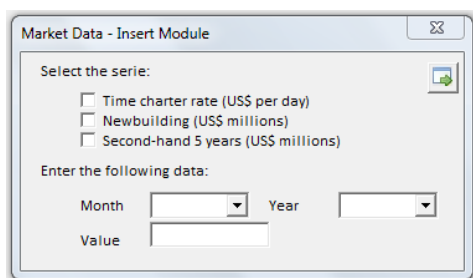 Market Data - Insert Module
Select the serie:
Time charter rate (US$ per day)
Newbuilding (US$ millions)
Second-hand 5 years (US$ millions)
Enter the following data:
Month Year
Value